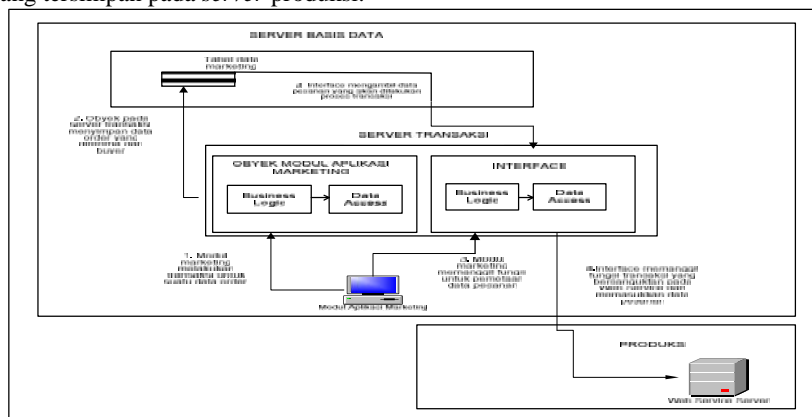 ang tersimpan pada server produksi.
SERVER BASIS DATA
Tabel data
marketing
4. Interface mengambil data
pesanan yang akan dilakukan
proses transaksi
2. Obyek pada
server transaksi
menyimpan data
order yang
diterima dari
buyer
SERVER TRANSAKSI
OBYEK MODUL APLIKASI
MARKETING
Business
Logic
Data
Access
INTERFACE
Business
Logic
Data
Access
1. Modul
marketing
melakukan
transaksi untuk
suatu data order
3. Modul
marketing
memanggil fungsi
untuk pemetaan
data pesanan
Modul Aplikasi Marketing
Interface memanggil
fungsi transaksi yang
bersangkutan pada
Web Service dan
memasukkan data
pesanan
PRODUKSI
Web Service Server